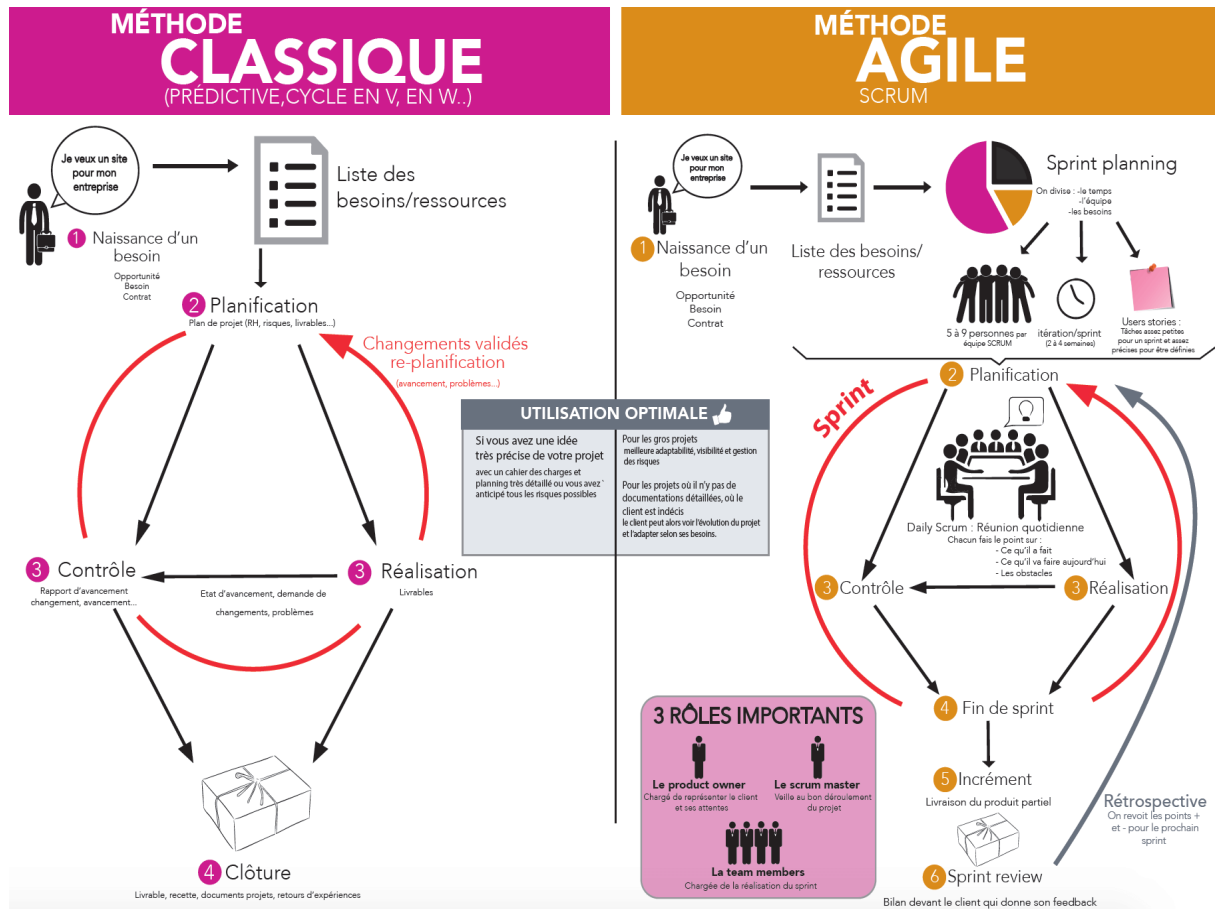 MÉTHODE
CLASSIQUE
(PRÉDICTIVE,CYCLE EN V, EN W..)
Je veux un site
pour mon
entreprise
Liste des
besoins/ressources
1 Naissance d'un
besoin
Opportunité
Besoin
Contrat
2 Planification
Plan de projet (RH, risques, livrables...)
Changements validés
re-planification
(avancement, problèmes...)
3 Contrôle
Rapport d'avancement
changement, avancement...
Etat d'avancement, demande de
changements, problèmes
3 Réalisation
Livrables
4 Clôture
Livrable, recette, documents projets, retours d'expériences
UTILISATION OPTIMALE
Si vous avez une idée
très précise de votre projet
avec un cahier des charges et
planning très détaillé ou vous avez '
anticipé tous les risques possibles
Pour les gros projets
meilleure adaptabilité, visibilité et gestion
des risques
Pour les projets où il n'y pas de
documentations détaillées, où le
client est indécis
le client peut alors voir l'évolution du projet
et l'adapter selon ses besoins.
MÉTHODE
AGILE
SCRUM
Je veux un site
pour mon
entreprise
1 Naissance d'un
besoin
Opportunité
Besoin
Contrat
Liste des besoins/
ressources
Sprint planning
On divise : -le temps
-l'équipe
-les besoins
5 à 9 personnes par
équipe SCRUM
itération/sprint
(2 à 4 semaines)
Users stories :
Tâches assez petites
pour un sprint et assez
précises pour être définies
2 Planification
Sprint
Daily Scrum : Réunion quotidienne
Chacun fais le point sur :
- Ce qu'il a fait
- Ce qu'il va faire aujourd'hui
- Les obstacles
3 Contrôle
3 Réalisation
4 Fin de sprint
5 Incrément
Livraison du produit partiel
6 Sprint review
Bilan devant le client qui donne son feedback
Rétrospective
On revoit les points +
et - pour le prochain
sprint
3 RÔLES IMPORTANTS
Le product owner
Chargé de représenter le client
et ses attentes
Le scrum master
Veille au bon déroulement
du projet
La team members
Chargée de la réalisation du sprint